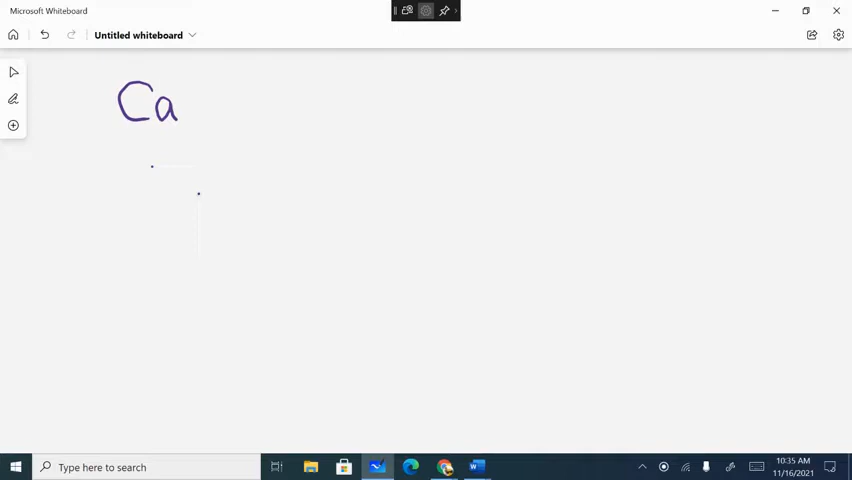 Microsoft Whiteboard
Untitled whiteboard
Ca
Type here to search
10:35 AM
11/16/2021